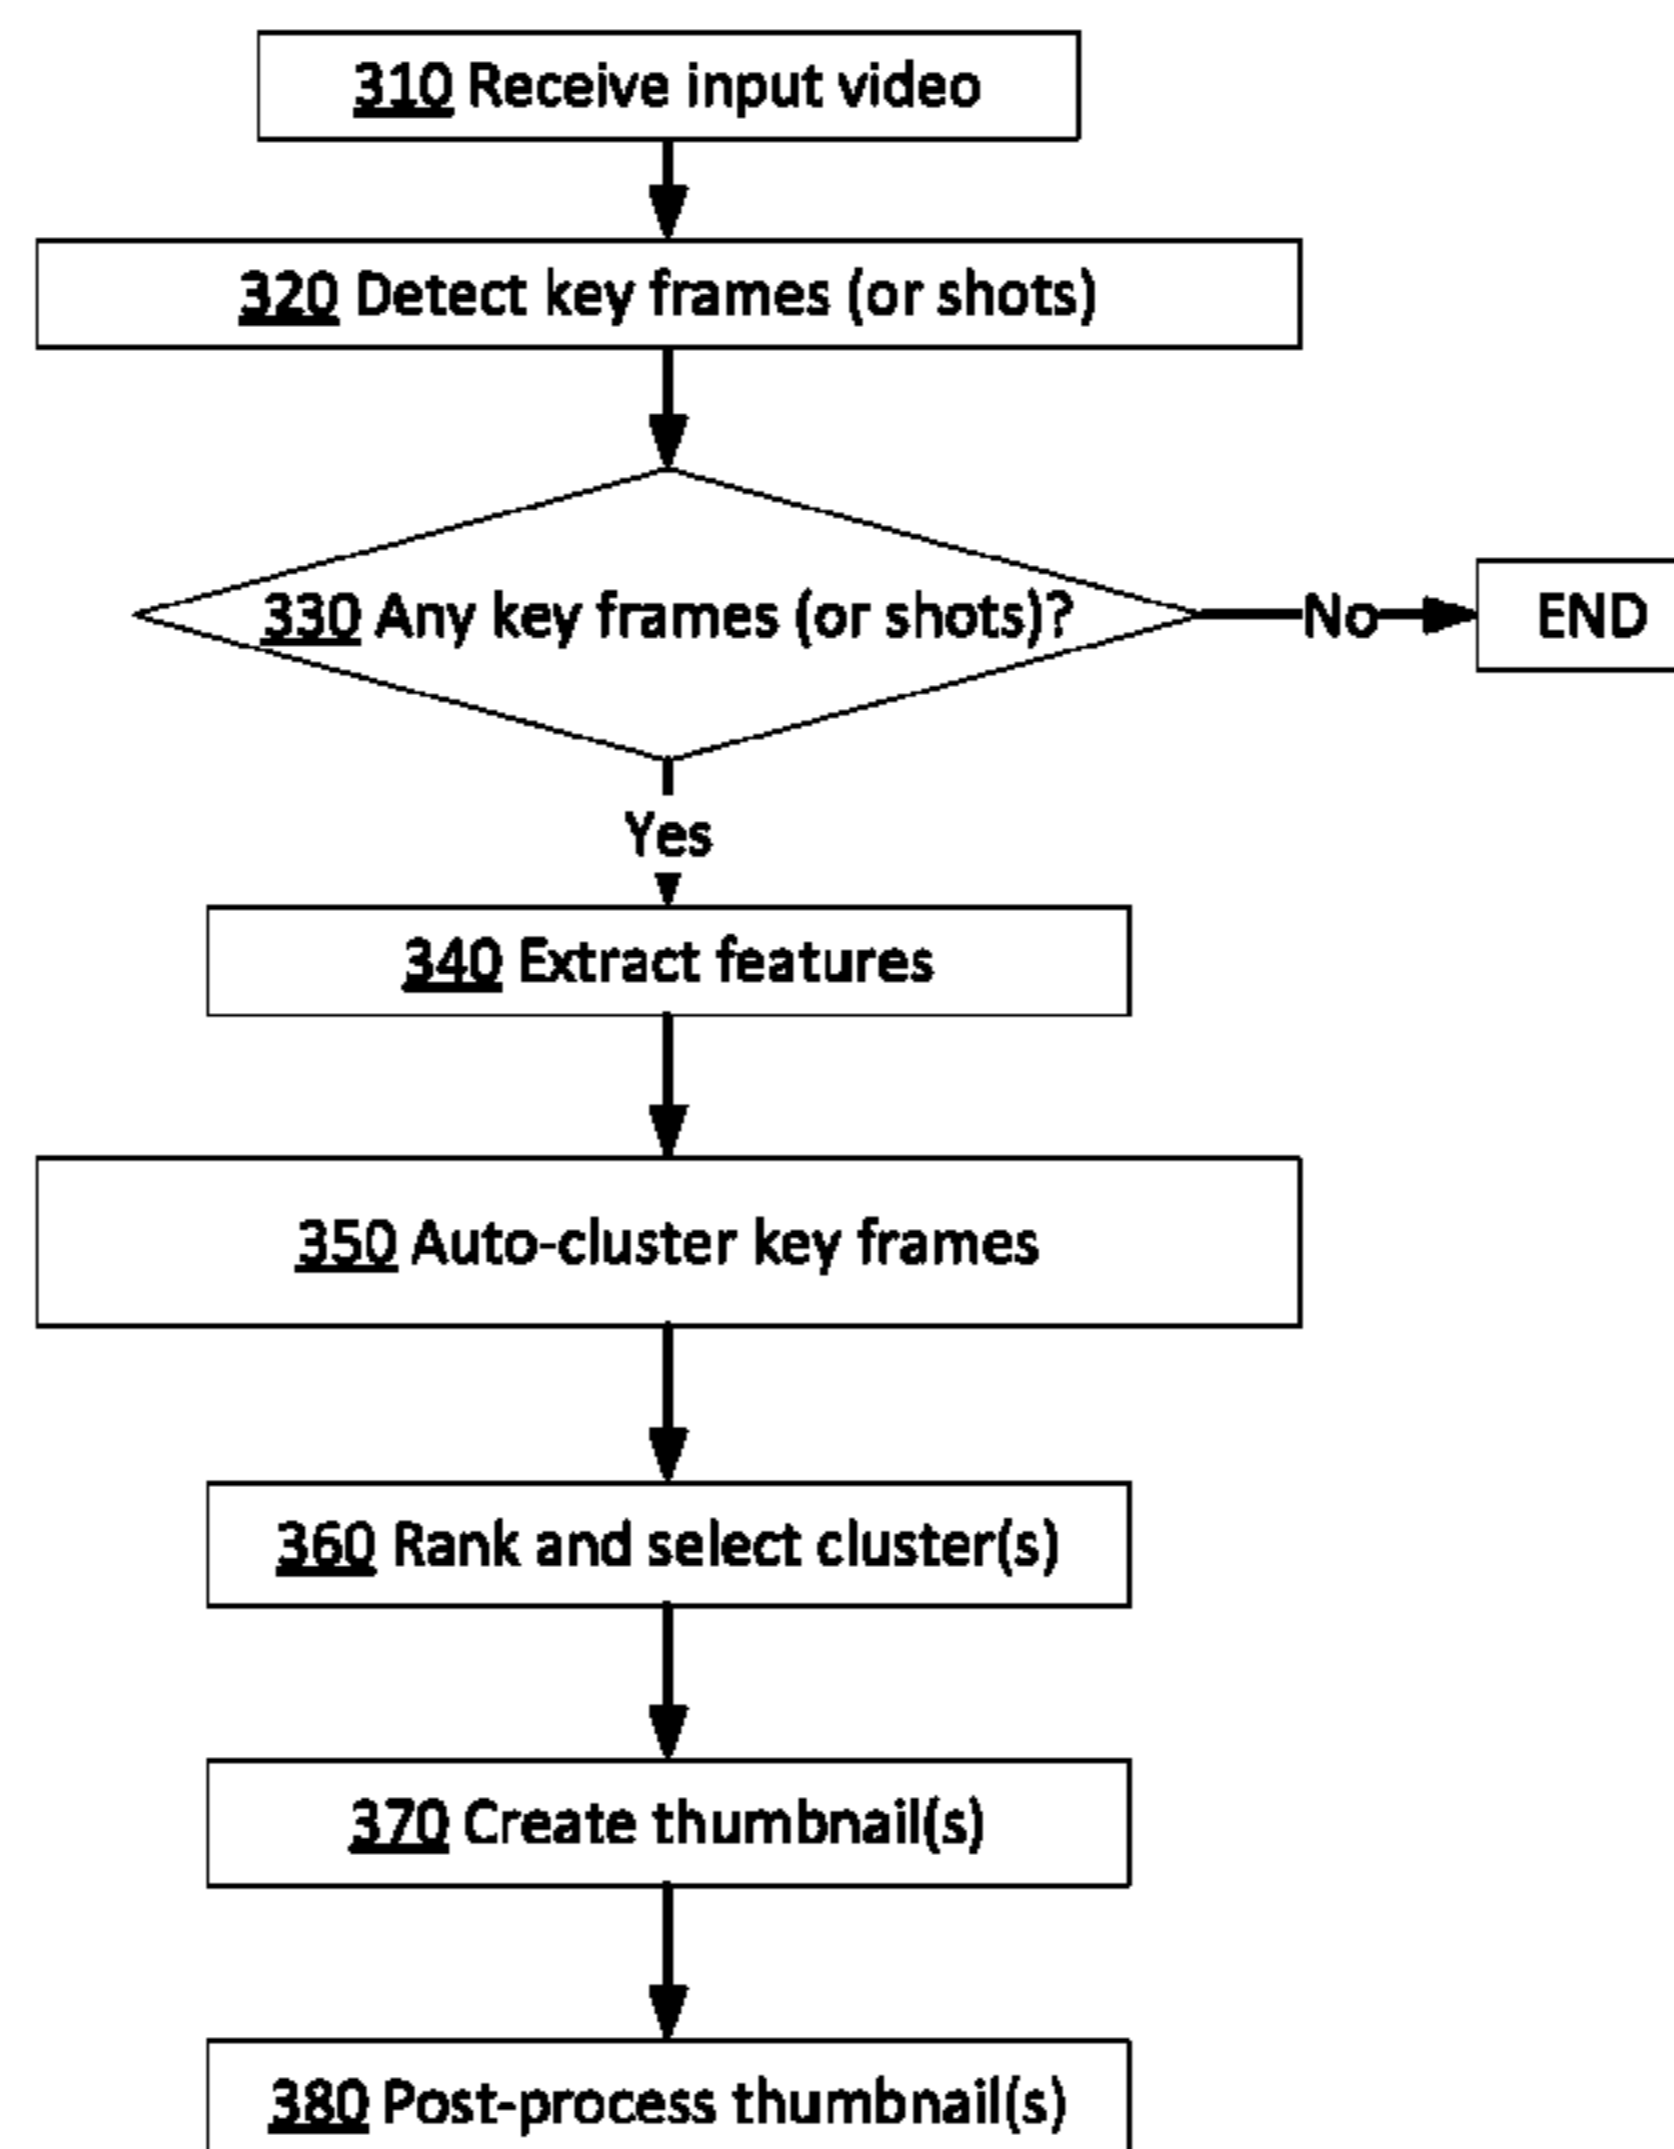 310 Receive input video
320 Detect key frames (or shots)
330 Any key frames (or shots)?
No
END
Yes
340 Extract features
350 Auto-cluster key frames
360 Rank and select cluster(s)
370 Create thumbnail(s)
380 Post-process thumbnail(s)